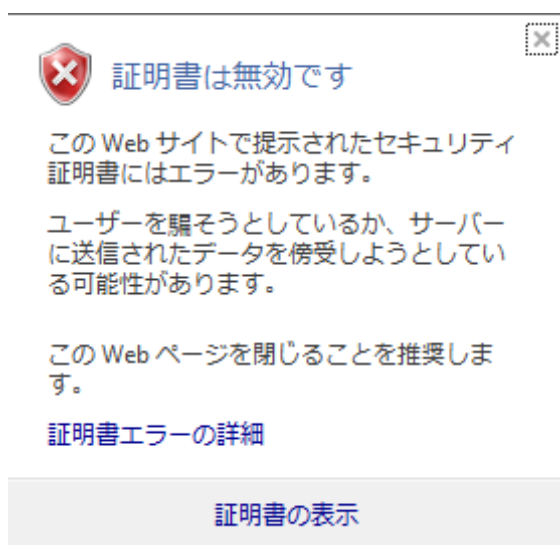 証明書は無効です
この Web サイトで提示されたセキュリティ
証明書にはエラーがあります。
ユーザーを騙そうとしているか、サーバー
に送信されたデータを傍受しようとしてい
る可能性があります。
この Web ページを閉じることを推奨しま
す。
証明書エラーの詳細
証明書の表示